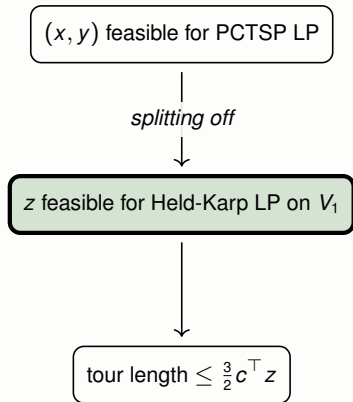 (x, y) feasible for PCTSP LP
splitting off
z feasible for Held-Karp LP on V₁
tour length ≤ 3/2 c⊤ z